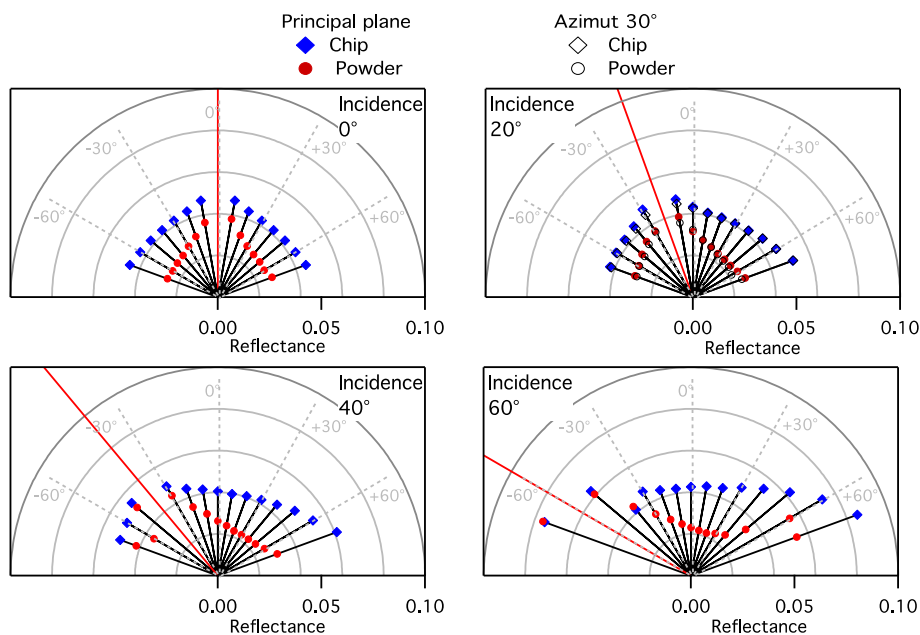 Principal plane
Chip
Powder
Azimut 30°
Chip
Powder
Incidence
0°
0°
-30°
+30°
-60°
+60°
0.00
0.05
0.10
Reflectance
Incidence
20°
0°
-30°
+30°
-60°
+60°
0.00
0.05
0.10
Reflectance
Incidence
40°
0°
-30°
+30°
-60°
+60°
0.00
0.05
0.10
Reflectance
Incidence
60°
0°
-30°
+30°
-60°
+60°
0.00
0.05
0.10
Reflectance